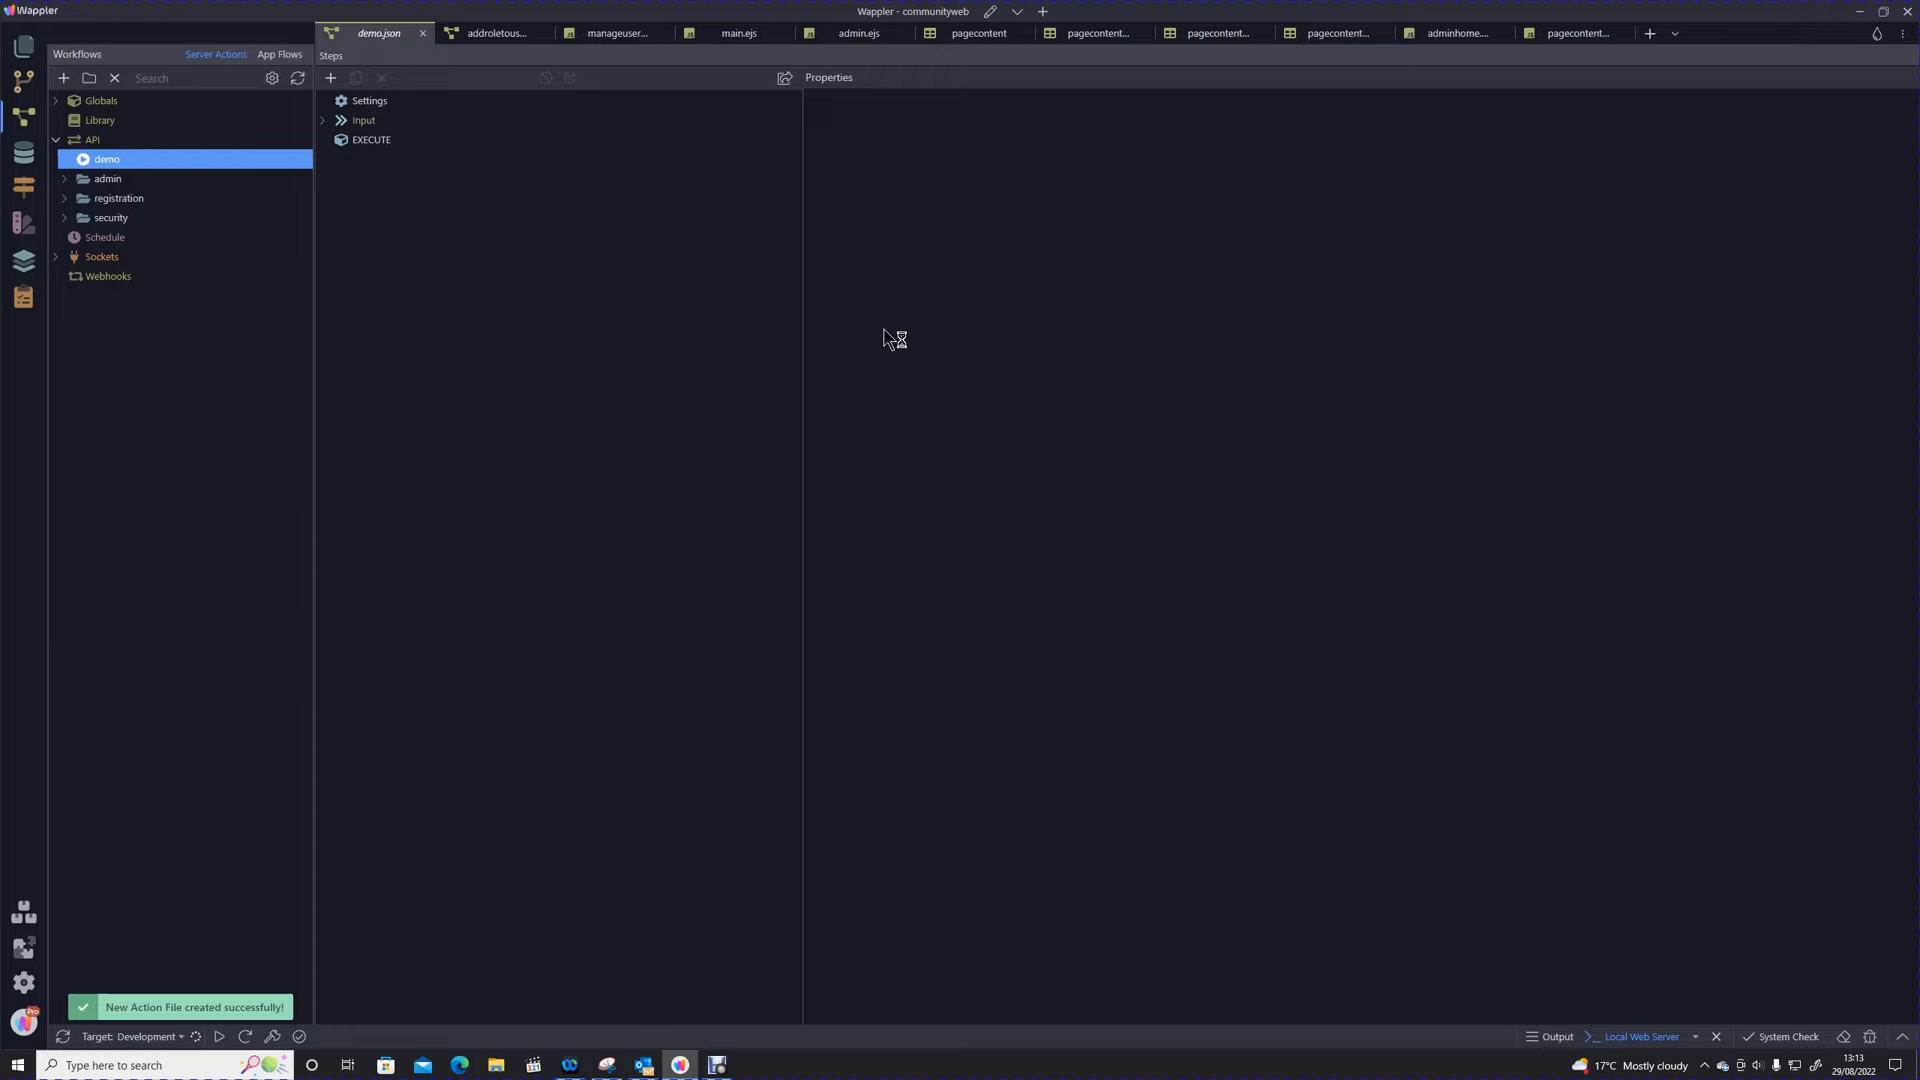 Wappler
Wappler - communityweb
demo.json
addroletous...
manageuser...
main.ejs
admin.ejs
pagecontent
pagecontent...
pagecontent...
pagecontent...
adminhome....
pagecontent...
Workflows
Server Actions
App Flows
Steps
Search
Properties
Globals
Library
API
demo
admin
registration
security
Schedule
Sockets
Webhooks
Settings
Input
EXECUTE
New Action File created successfully!
Pro
Target: Development
Output
Local Web Server
System Check
Type here to search
17°C Mostly cloudy
13:13
29/08/2022